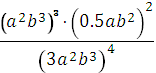 (a²b³)³ · (0.5ab²)²
(3a²b³)⁴